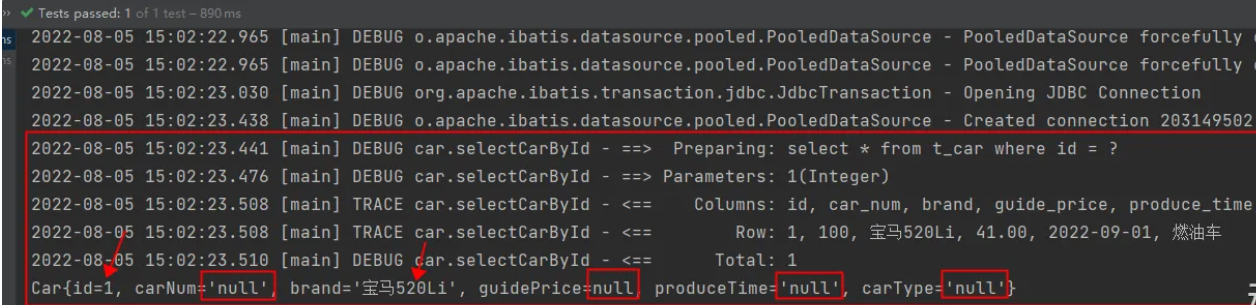 ›› ✔ Tests passed: 1 of 1 test – 890 ms
ms 2022-08-05 15:02:22.965 [main] DEBUG o.apache.ibatis.datasource.pooled.PooledDataSource - PooledDataSource forcefully
ms 2022-08-05 15:02:22.965 [main] DEBUG o.apache.ibatis.datasource.pooled.PooledDataSource - PooledDataSource forcefully
2022-08-05 15:02:23.030 [main] DEBUG org.apache.ibatis.transaction.jdbc.JdbcTransaction - Opening JDBC Connection
2022-08-05 15:02:23.438 [main] DEBUG o.apache.ibatis.datasource.pooled.PooledDataSource - Created connection 203149502
2022-08-05 15:02:23.441 [main] DEBUG car.selectCarById - ==>  Preparing: select * from t_car where id = ?
2022-08-05 15:02:23.476 [main] DEBUG car.selectCarById - ==> Parameters: 1(Integer)
2022-08-05 15:02:23.508 [main] TRACE car.selectCarById - <==    Columns: id, car_num, brand, guide_price, produce_time
2022-08-05 15:02:23.508 [main] TRACE car.selectCarById - <==        Row: 1, 100, 宝马520Li, 41.00, 2022-09-01, 燃油车
2022-08-05 15:02:23.510 [main] DEBUG car.selectCarById - <==      Total: 1
Car{id=1, carNum='null', brand='宝马520Li', guidePrice=null, produceTime='null', carType='null'}